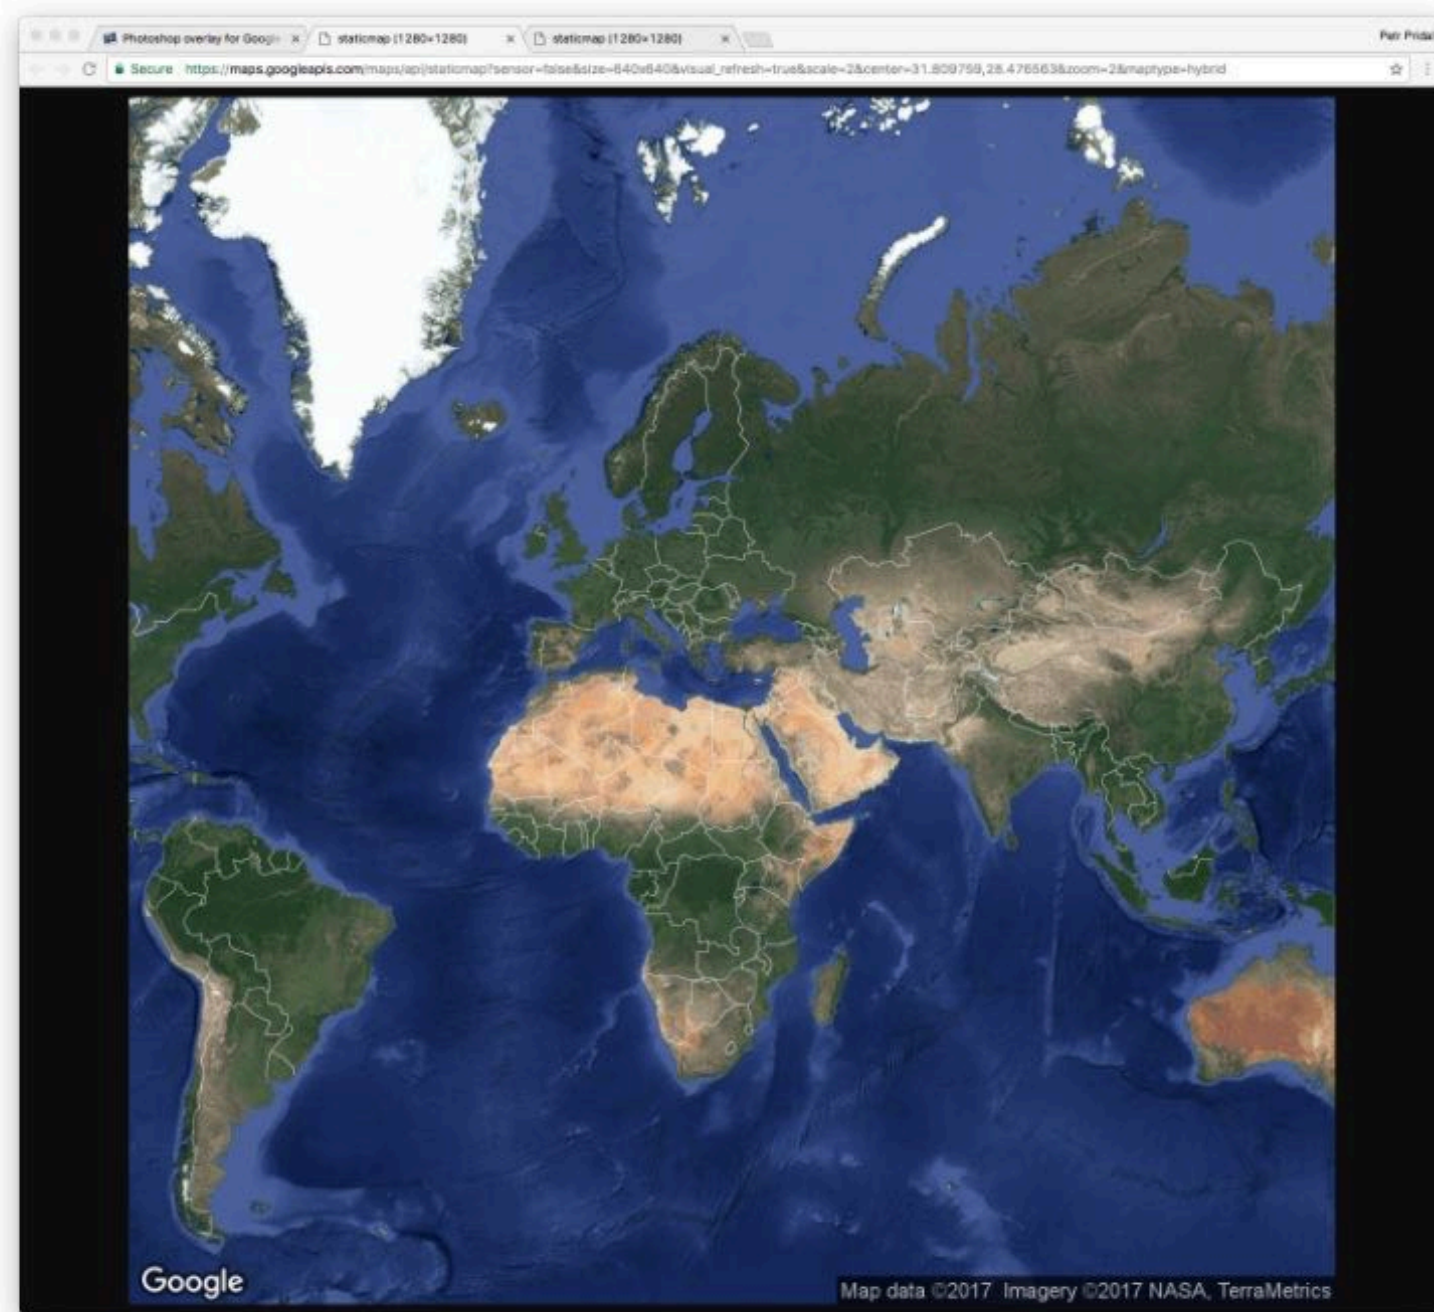 Photoshop overlay for Googl
staticmap (1280×1280)
staticmap (1280×1280)
Petr Pridal
Secure https://maps.googleapis.com/maps/api/staticmap?sensor=false&size=640x640&visual_refresh=true&scale=2&center=31.809759,28.476563&zoom=2&maptype=hybrid
Google
Map data ©2017 Imagery ©2017 NASA, TerraMetrics